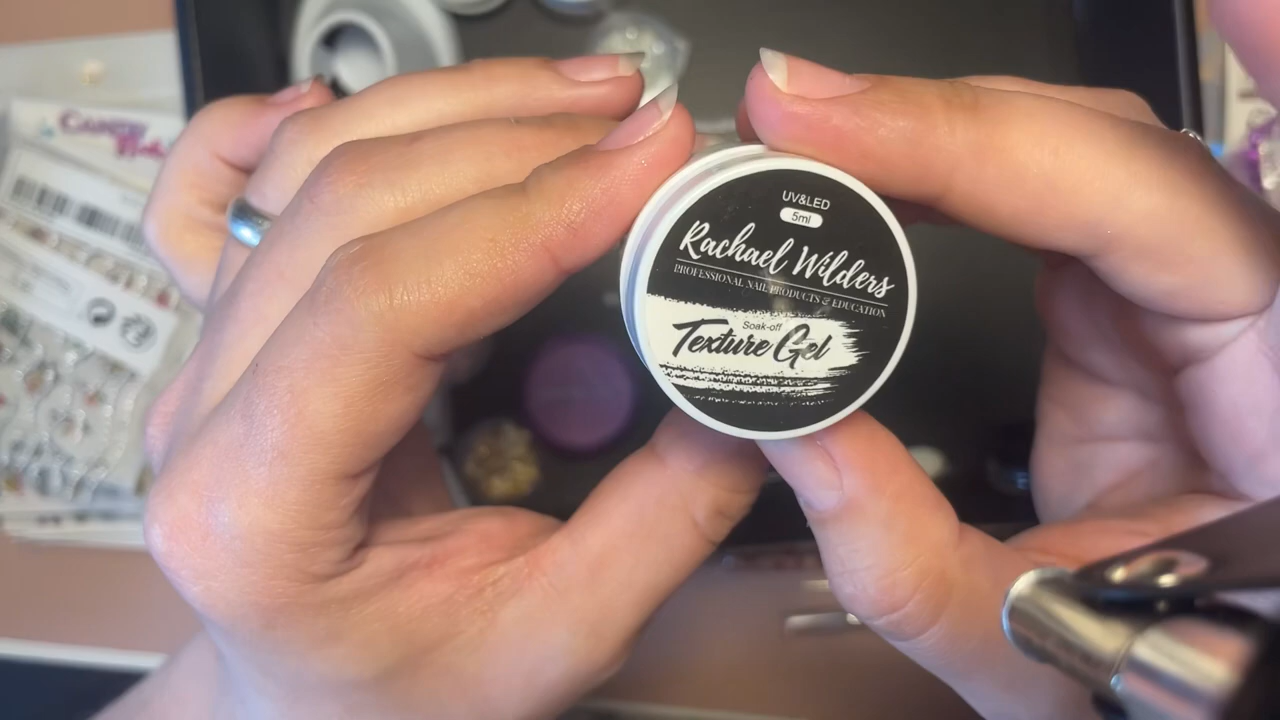 UV&LED
5ml
Rachael Wilders
PROFESSIONAL NAIL PRODUCTS & EDUCATION
Soak-off
Texture Gel